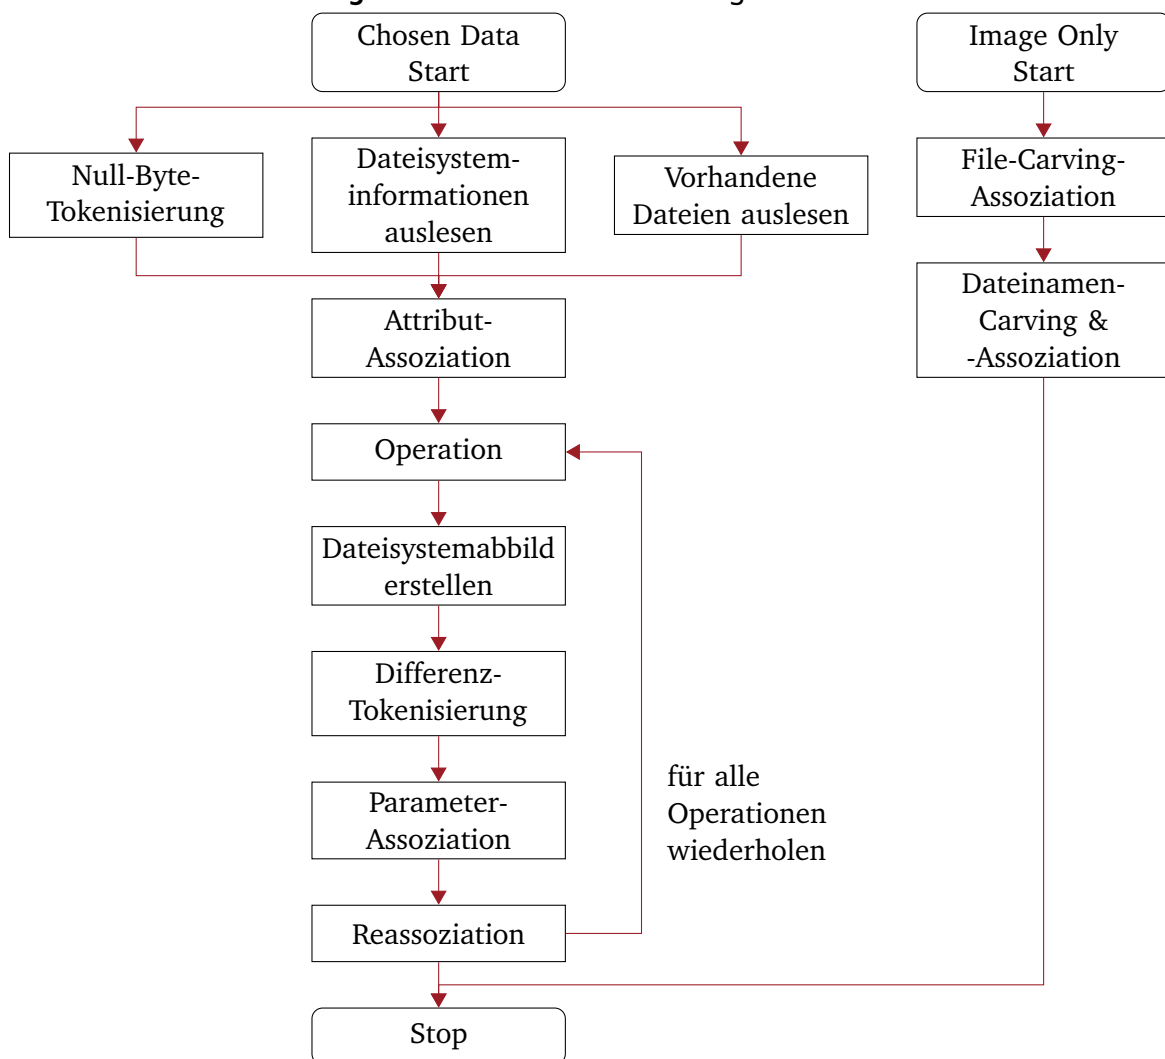 Chosen Data
Start
Image Only
Start
Null-Byte-
Tokenisierung
Dateisystem-
informationen
auslesen
Vorhandene
Dateien auslesen
File-Carving-
Assoziation
Attribut-
Assoziation
Dateinamen-
Carving &
-Assoziation
Operation
Dateisystemabbild
erstellen
Differenz-
Tokenisierung
für alle
Operationen
wiederholen
Parameter-
Assoziation
Reassoziation
Stop